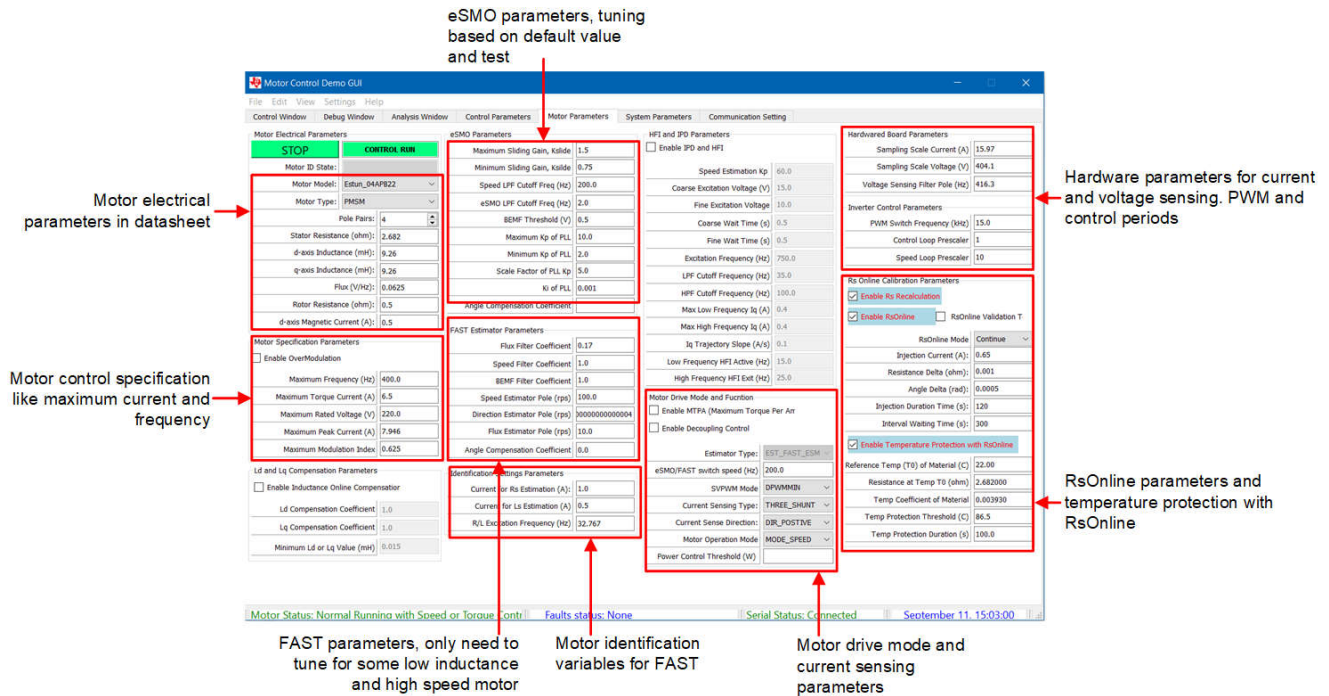 eSMO parameters, tuning
based on default value
and test
Motor Control Demo GUI
File Edit View Settings Help
Control Window Debug Window Analysis Window Control Parameters Motor Parameters System Parameters Communication Setting
Motor Electrical Parameters
STOP CONTROL RUN
Motor ID State:
Motor Model: Estun_04APB22
Motor Type: PMSM
Pole Pairs: 4
Stator Resistance (ohm): 2.682
d-axis Inductance (mH): 9.26
q-axis Inductance (mH): 9.26
Flux (V/Hz): 0.0625
Rotor Resistance (ohm): 0.5
d-axis Magnetic Current (A): 0.5
Motor Specification Parameters
Enable OverModulation
Maximum Frequency (Hz) 400.0
Maximum Torque Current (A) 6.5
Maximum Rated Voltage (V) 220.0
Maximum Peak Current (A) 7.946
Maximum Modulation Index 0.625
Ld and Lq Compensation Parameters
Enable Inductance Online Compensatior
Ld Compensation Coefficient 1.0
Lq Compensation Coefficient 1.0
Minimum Ld or Lq Value (mH) 0.015
eSMO Parameters
Maximum Sliding Gain, Kslide 1.5
Minimum Sliding Gain, Kslide 0.75
Speed LPF Cutoff Freq (Hz) 200.0
eSMO LPF Cutoff Freq (Hz) 2.0
BEMF Threshold (V) 0.5
Maximum Kp of PLL 10.0
Minimum Kp of PLL 2.0
Scale Factor of PLL Kp 5.0
Ki of PLL 0.001
Angle Compensation Coefficient
FAST Estimator Parameters
Flux Filter Coefficient 0.17
Speed Filter Coefficient 1.0
BEMF Filter Coefficient 1.0
Speed Estimator Pole (rps) 100.0
Direction Estimator Pole (rps) 00000000000004
Flux Estimator Pole (rps) 10.0
Angle Compensation Coefficient 0.0
Identification Settings Parameters
Current for Rs Estimation (A): 1.0
Current for Ls Estimation (A) 0.5
R/L Excitation Frequency (Hz) 32.767
HFI and IPD Parameters
Enable IPD and HFI
Speed Estimation Kp 60.0
Coarse Excitation Voltage (V) 15.0
Fine Excitation Voltage 10.0
Coarse Wait Time (s) 0.5
Fine Wait Time (s) 0.5
Excitation Frequency (Hz) 750.0
LPF Cutoff Frequency (Hz) 35.0
HPF Cutoff Frequency (Hz) 100.0
Max Low Frequency Iq (A) 0.4
Max High Frequency Iq (A) 0.4
Iq Trajectory Slope (A/s) 0.1
Low Frequency HFI Active (Hz) 15.0
High Frequency HFI Exit (Hz) 25.0
Motor Drive Mode and Fucntion
Enable MTPA (Maximum Torque Per Am
Enable Decoupling Control
Estimator Type: EST_FAST_ESM
eSMO/FAST switch speed (Hz) 200.0
SVPWM Mode DPWMMIN
Current Sensing Type: THREE_SHUNT
Current Sense Direction: DIR_POSTIVE
Motor Operation Mode MODE_SPEED
Power Control Threshold (W)
Hardwared Board Parameters
Sampling Scale Current (A) 15.97
Sampling Scale Voltage (V) 404.1
Voltage Sensing Filter Pole (Hz) 416.3
Inverter Control Parameters
PWM Switch Frequency (kHz) 15.0
Control Loop Prescaler 1
Speed Loop Prescaler 10
Rs Online Calibration Parameters
Enable Rs Recalculation
Enable RsOnline RsOnline Validation T
RsOnline Mode Continue
Injection Current (A): 0.65
Resistance Delta (ohm): 0.001
Angle Delta (rad): 0.0005
Injection Duration Time (s): 120
Interval Waiting Time (s): 300
Enable Temperature Protection with RsOnline
Reference Temp (T0) of Material (C) 22.00
Resistance at Temp T0 (ohm) 2.682000
Temp Coefficient of Material 0.003930
Temp Protection Threshold (C) 86.5
Temp Protection Duration (s) 100.0
Motor Status: Normal Running with Speed or Torque Contr Faults status: None Serial Status: Connected September 11, 15:03:00
Motor electrical
parameters in datasheet
Motor control specification
like maximum current and
frequency
Hardware parameters for current
and voltage sensing. PWM and
control periods
RsOnline parameters and
temperature protection with
RsOnline
FAST parameters, only need to
tune for some low inductance
and high speed motor
Motor identification
variables for FAST
Motor drive mode and
current sensing
parameters